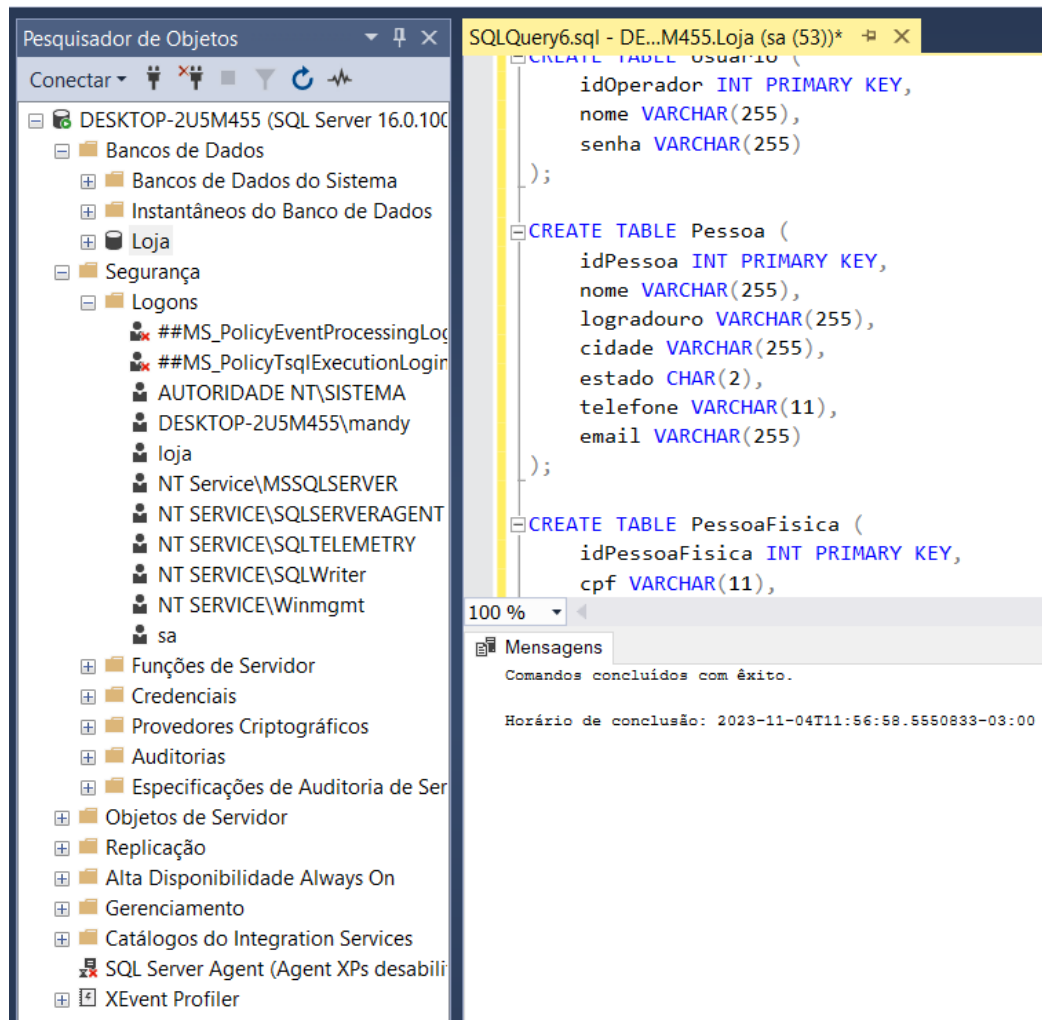 Pesquisador de Objetos
Conectar
DESKTOP-2U5M455 (SQL Server 16.0.100
Bancos de Dados
Bancos de Dados do Sistema
Instantâneos do Banco de Dados
Loja
Segurança
Logons
##MS_PolicyEventProcessingLog
##MS_PolicyTsqlExecutionLogin
AUTORIDADE NT\SISTEMA
DESKTOP-2U5M455\mandy
loja
NT Service\MSSQLSERVER
NT SERVICE\SQLSERVERAGENT
NT SERVICE\SQLTELEMETRY
NT SERVICE\SQLWriter
NT SERVICE\Winmgmt
sa
Funções de Servidor
Credenciais
Provedores Criptográficos
Auditorias
Especificações de Auditoria de Ser
Objetos de Servidor
Replicação
Alta Disponibilidade Always On
Gerenciamento
Catálogos do Integration Services
SQL Server Agent (Agent XPs desabili
XEvent Profiler
SQLQuery6.sql - DE...M455.Loja (sa (53))*
CREATE TABLE Usuario (
idOperador INT PRIMARY KEY,
nome VARCHAR(255),
senha VARCHAR(255)
);
CREATE TABLE Pessoa (
idPessoa INT PRIMARY KEY,
nome VARCHAR(255),
logradouro VARCHAR(255),
cidade VARCHAR(255),
estado CHAR(2),
telefone VARCHAR(11),
email VARCHAR(255)
);
CREATE TABLE PessoaFisica (
idPessoaFisica INT PRIMARY KEY,
cpf VARCHAR(11),
100 %
Mensagens
Comandos concluídos com êxito.
Horário de conclusão: 2023-11-04T11:56:58.5550833-03:00